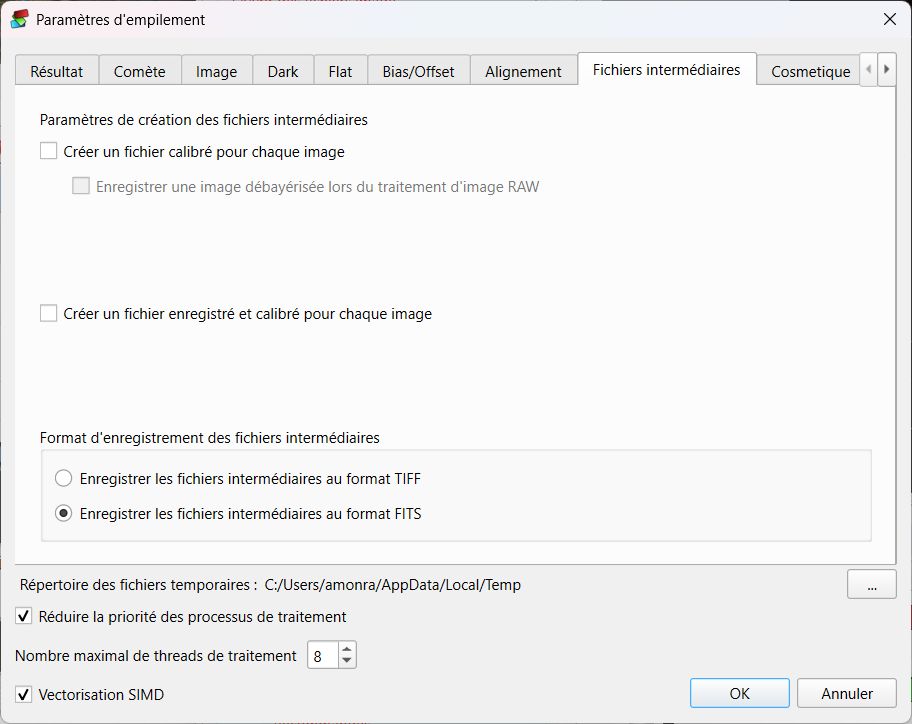 Paramètres d'empilement
Résultat Comète Image Dark Flat Bias/Offset Alignement Fichiers intermédiaires Cosmetique
Paramètres de création des fichiers intermédiaires
Créer un fichier calibré pour chaque image
Enregistrer une image débayérisée lors du traitement d'image RAW
Créer un fichier enregistré et calibré pour chaque image
Format d'enregistrement des fichiers intermédiaires
Enregistrer les fichiers intermédiaires au format TIFF
Enregistrer les fichiers intermédiaires au format FITS
Répertoire des fichiers temporaires : C:/Users/amonra/AppData/Local/Temp ...
Réduire la priorité des processus de traitement
Nombre maximal de threads de traitement 8
Vectorisation SIMD OK Annuler